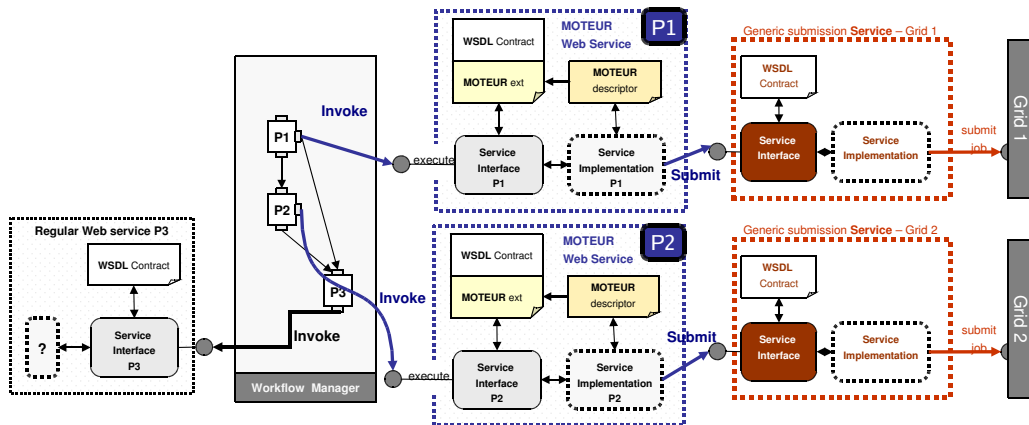 Regular Web service P3
WSDL Contract
?
Service
Interface
P3
P1
P2
P3
Invoke
Invoke
Invoke
Workflow Manager
P1
MOTEUR
Web Service
WSDL Contract
MOTEUR ext
MOTEUR
descriptor
execute
Service
Interface
P1
Service
Implementation
P1
Submit
Generic submission Service – Grid 1
WSDL
Contract
Service
Interface
Service
Implementation
submit
job
Grid 1
P2
MOTEUR
Web Service
WSDL Contract
MOTEUR ext
MOTEUR
descriptor
execute
Service
Interface
P2
Service
Implementation
P2
Submit
Generic submission Service – Grid 2
WSDL
Contract
Service
Interface
Service
Implementation
submit
job
Grid 2